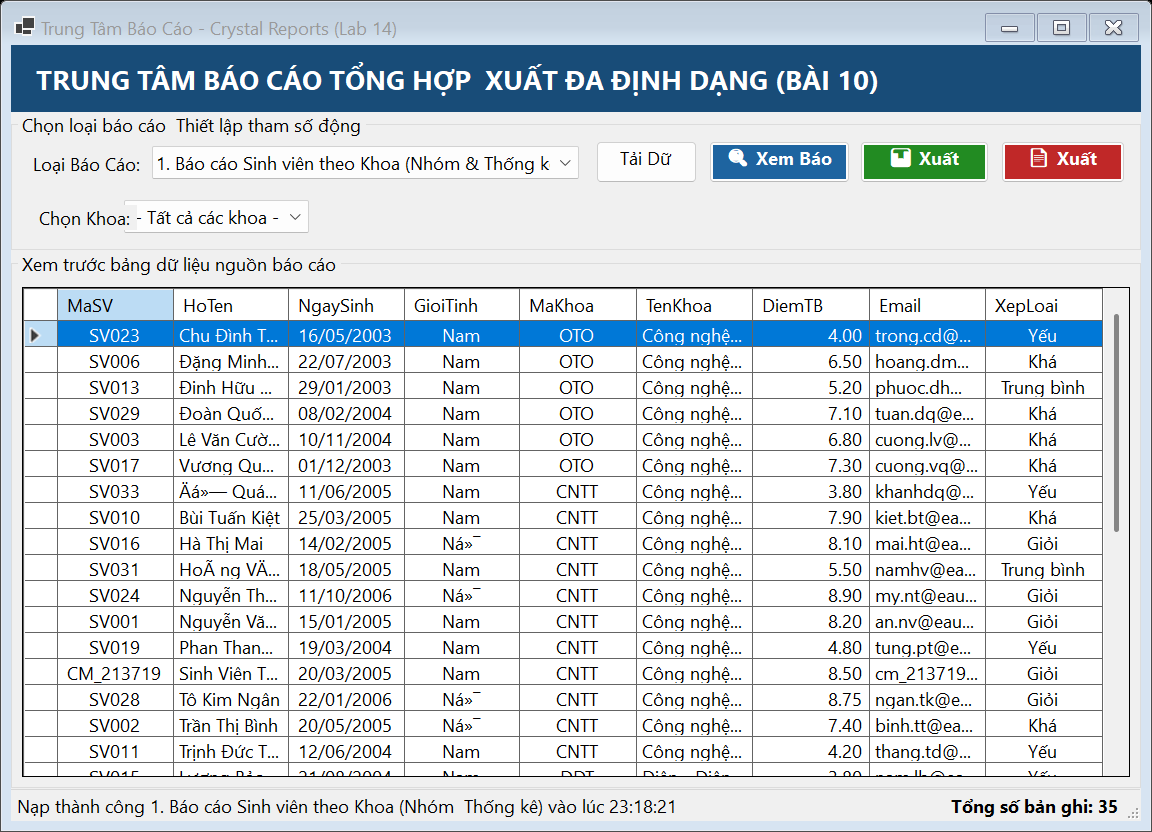 Trung Tâm Báo Cáo - Crystal Reports (Lab 14)
TRUNG TÂM BÁO CÁO TỔNG HỢP XUẤT ĐA ĐỊNH DẠNG (BÀI 10)
Chọn loại báo cáo Thiết lập tham số động
Loại Báo Cáo: 1. Báo cáo Sinh viên theo Khoa (Nhóm & Thống k Tải Dữ Xem Báo Xuất Xuất
Chọn Khoa: - Tất cả các khoa -
Xem trước bảng dữ liệu nguồn báo cáo
MaSV HoTen NgaySinh GioiTinh MaKhoa TenKhoa DiemTB Email XepLoai
SV023 Chu Đình T... 16/05/2003 Nam OTO Công nghệ... 4.00 trong.cd@... Yếu
SV006 Đặng Minh... 22/07/2003 Nam OTO Công nghệ... 6.50 hoang.dm... Khá
SV013 Đinh Hữu ... 29/01/2003 Nam OTO Công nghệ... 5.20 phuoc.dh... Trung bình
SV029 Đoàn Quố... 08/02/2004 Nam OTO Công nghệ... 7.10 tuan.dq@e... Khá
SV003 Lê Văn Cườ... 10/11/2004 Nam OTO Công nghệ... 6.80 cuong.lv@... Khá
SV017 Vương Qu... 01/12/2003 Nam OTO Công nghệ... 7.30 cuong.vq@... Khá
SV033 Äá»— Quá... 11/06/2005 Nam CNTT Công nghệ... 3.80 khanhdq@... Yếu
SV010 Bùi Tuấn Kiệt 25/03/2005 Nam CNTT Công nghệ... 7.90 kiet.bt@ea... Khá
SV016 Hà Thị Mai 14/02/2005 Ná»¯ CNTT Công nghệ... 8.10 mai.ht@ea... Giỏi
SV031 HoÃ ng VÄ... 18/05/2005 Nam CNTT Công nghệ... 5.50 namhv@ea... Trung bình
SV024 Nguyễn Th... 11/10/2006 Ná»¯ CNTT Công nghệ... 8.90 my.nt@eau... Giỏi
SV001 Nguyễn Vă... 15/01/2005 Nam CNTT Công nghệ... 8.20 an.nv@eau... Giỏi
SV019 Phan Than... 19/03/2004 Nam CNTT Công nghệ... 4.80 tung.pt@e... Yếu
CM_213719 Sinh Viên T... 20/03/2005 Nam CNTT Công nghệ... 8.50 cm_213719... Giỏi
SV028 Tô Kim Ngân 22/01/2006 Ná»¯ CNTT Công nghệ... 8.75 ngan.tk@e... Giỏi
SV002 Trần Thị Bình 20/05/2005 Ná»¯ CNTT Công nghệ... 7.40 binh.tt@ea... Khá
SV011 Trịnh Đức T... 12/06/2004 Nam CNTT Công nghệ... 4.20 thang.td@... Yếu
Nạp thành công 1. Báo cáo Sinh viên theo Khoa (Nhóm Thống kê) vào lúc 23:18:21 Tổng số bản ghi: 35